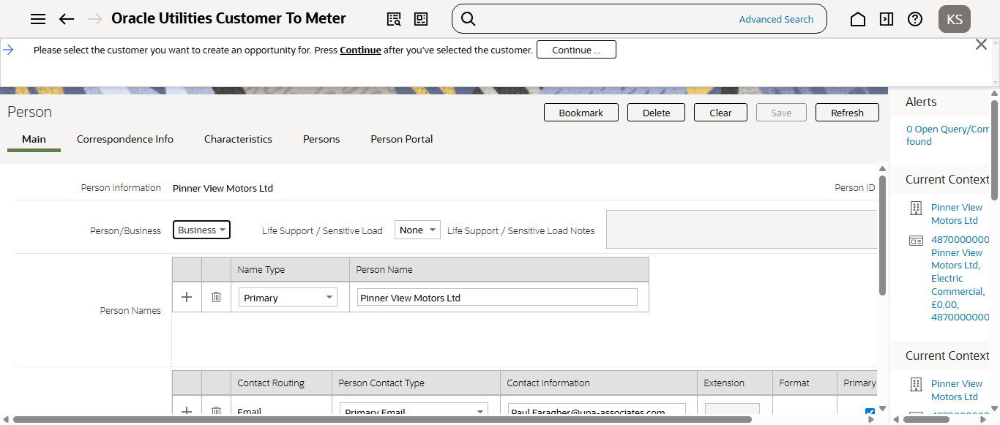 Oracle Utilities Customer To Meter
Advanced Search
KS
Please select the customer you want to create an opportunity for. Press Continue after you've selected the customer.
Continue ...
Person
Bookmark
Delete
Clear
Save
Refresh
Main
Correspondence Info
Characteristics
Persons
Person Portal
Person Information
Pinner View Motors Ltd
Person ID
Person/Business
Business
Life Support / Sensitive Load
None
Life Support / Sensitive Load Notes
Name Type
Person Name
Person Names
Primary
Pinner View Motors Ltd
Contact Routing
Person Contact Type
Contact Information
Extension
Format
Primary
Email
Primary Email
Paul.Faragher@upa-associates.com
Alerts
0 Open Query/Com
found
Current Context
Pinner View
Motors Ltd
4870000000
Pinner View
Motors Ltd,
Electric
Commercial,
£0.00,
4870000000
Current Context
Pinner View
Motors Ltd